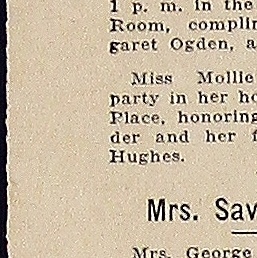 1 p. m. in the
Room, complim
garet Ogden, a
Miss Mollie
party in her ho
Place, honoring
der and her f
Hughes.
Mrs. Sav
Mrs. George